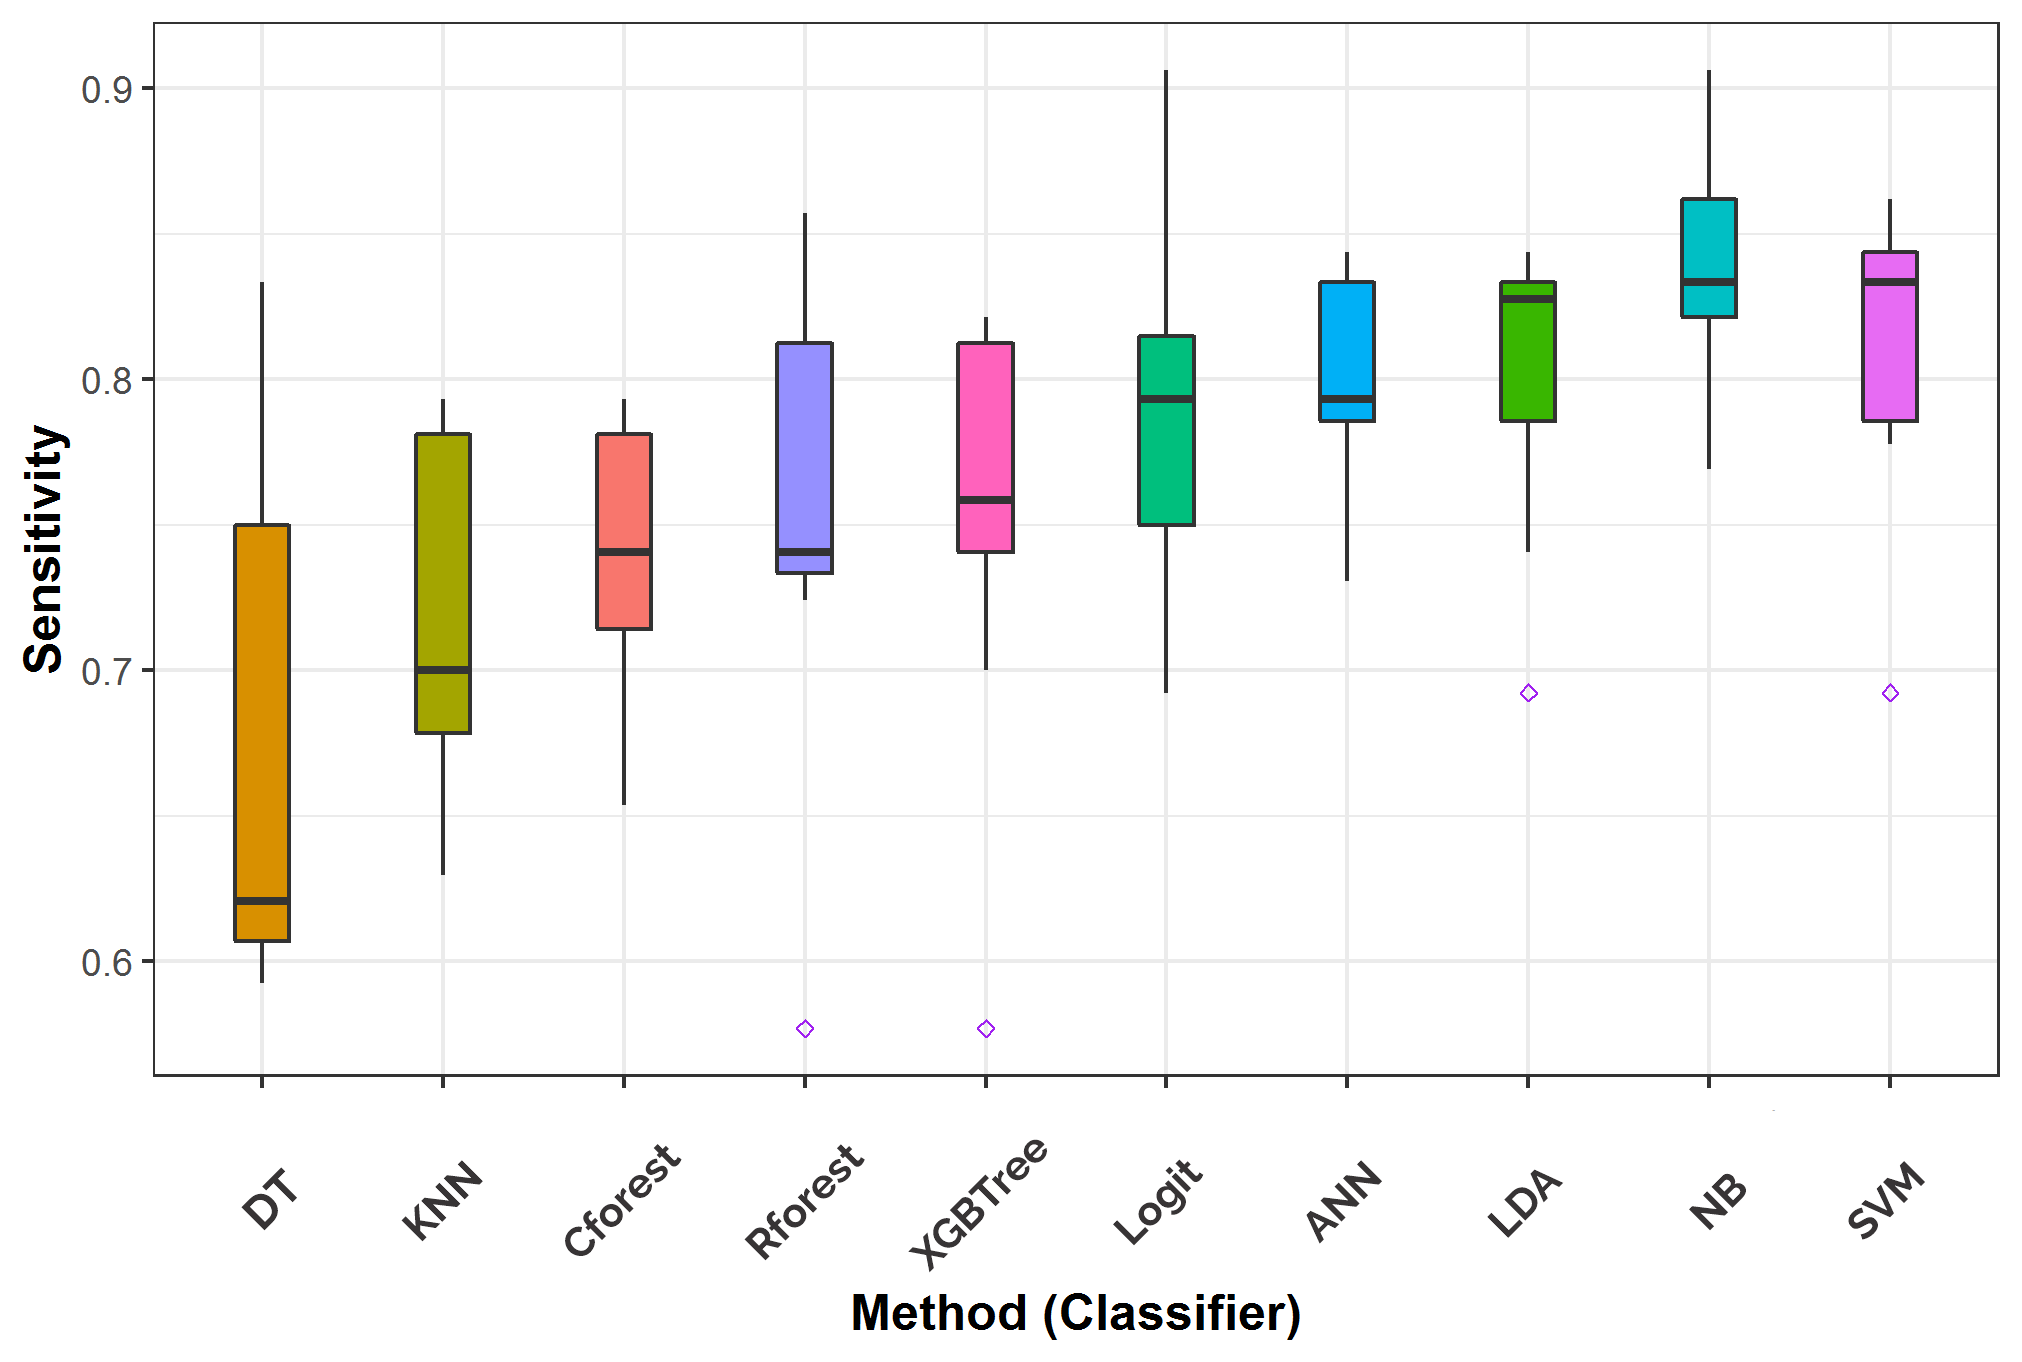 Sensitivity
0.9
0.8
0.7
0.6
DT
KNN
Cforest
Rforest
XGBTree
Logit
ANN
LDA
NB
SVM
Method (Classifier)